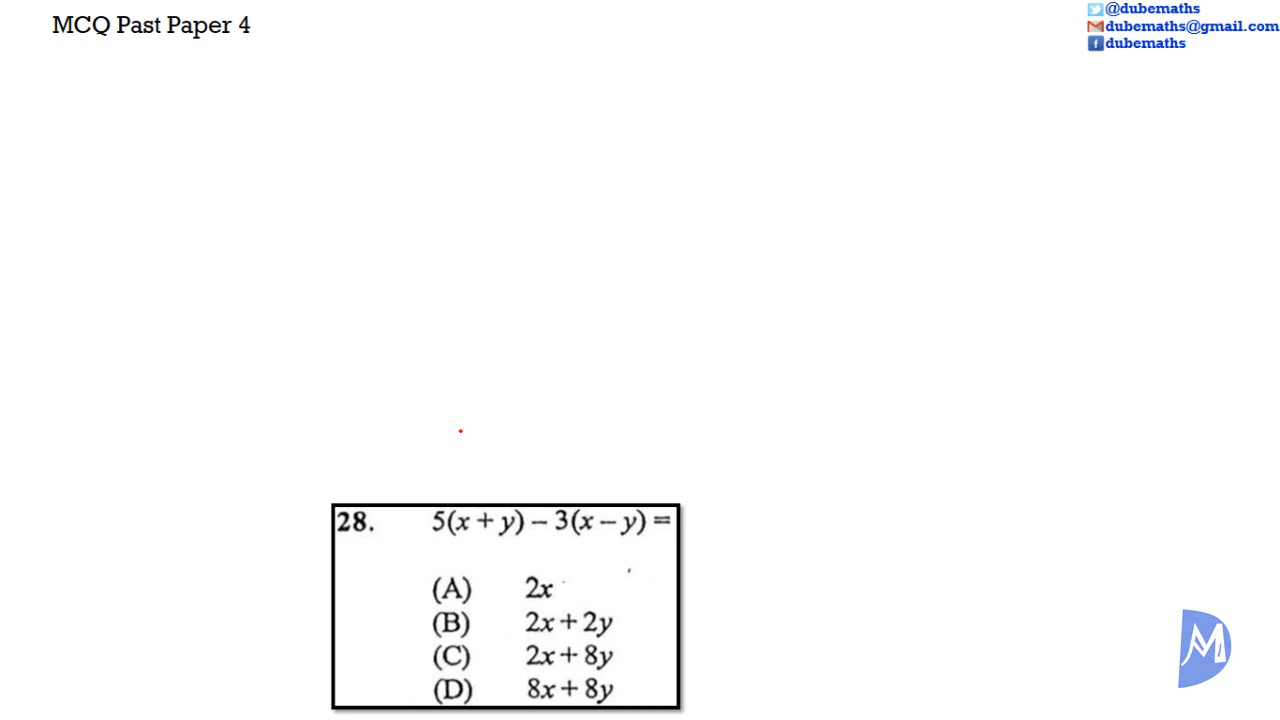 MCQ Past Paper 4
@dubemaths
dubemaths@gmail.com
dubemaths
28. 5(x + y) – 3(x – y) =
(A) 2x
(B) 2x + 2y
(C) 2x + 8y
(D) 8x + 8y
M